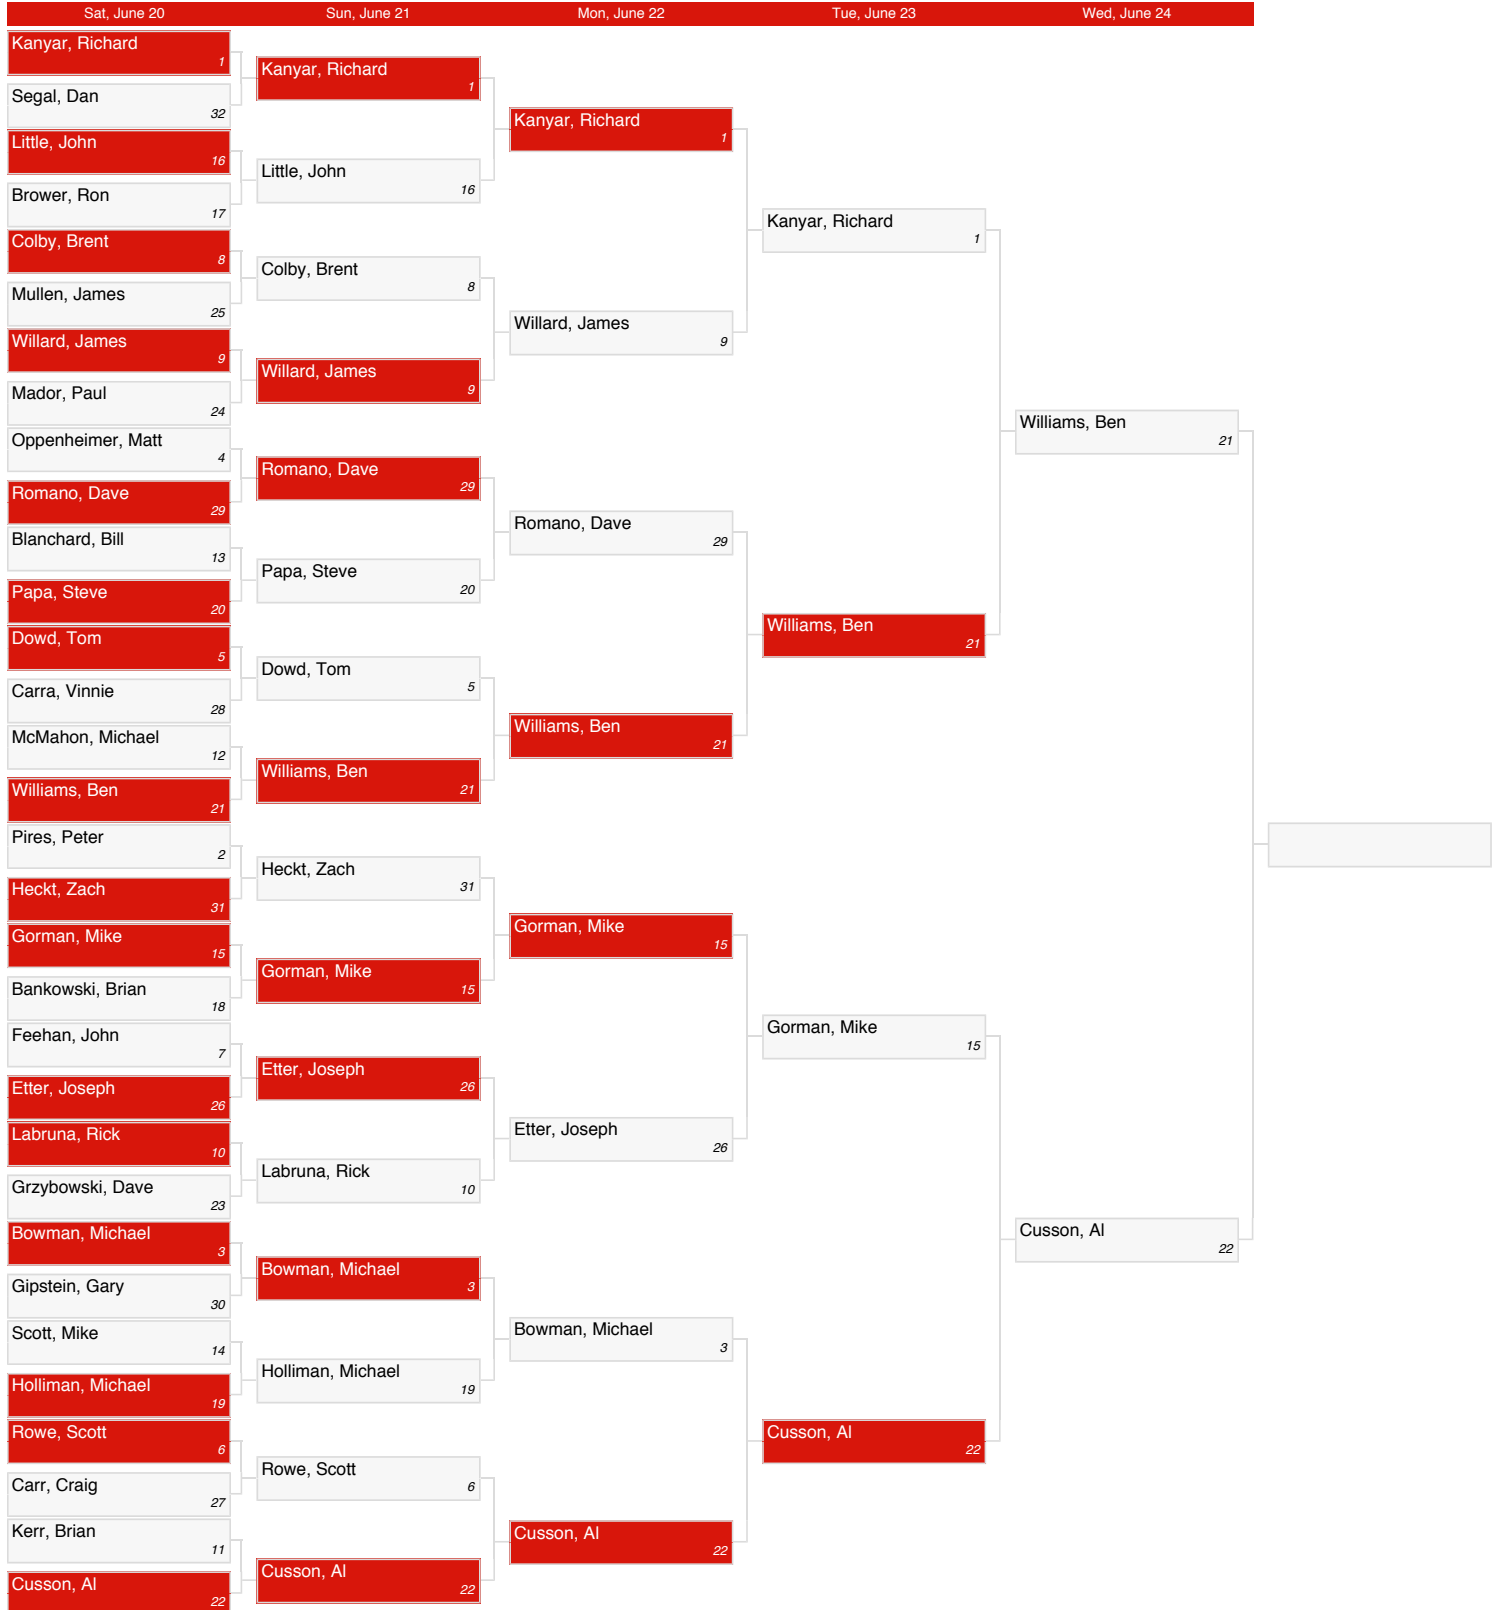 Sat, June 20
Sun, June 21
Mon, June 22
Tue, June 23
Wed, June 24
Kanyar, Richard
1
Segal, Dan
32
Little, John
16
Brower, Ron
17
Colby, Brent
8
Mullen, James
25
Willard, James
9
Mador, Paul
24
Oppenheimer, Matt
4
Romano, Dave
29
Blanchard, Bill
13
Papa, Steve
20
Dowd, Tom
5
Carra, Vinnie
28
McMahon, Michael
12
Williams, Ben
21
Pires, Peter
2
Heckt, Zach
31
Gorman, Mike
15
Bankowski, Brian
18
Feehan, John
7
Etter, Joseph
26
Labruna, Rick
10
Grzybowski, Dave
23
Bowman, Michael
3
Gipstein, Gary
30
Scott, Mike
14
Holliman, Michael
19
Rowe, Scott
6
Carr, Craig
27
Kerr, Brian
11
Cusson, Al
22
Kanyar, Richard
1
Little, John
16
Colby, Brent
8
Willard, James
9
Romano, Dave
29
Papa, Steve
20
Dowd, Tom
5
Williams, Ben
21
Heckt, Zach
31
Gorman, Mike
15
Etter, Joseph
26
Labruna, Rick
10
Bowman, Michael
3
Holliman, Michael
19
Rowe, Scott
6
Cusson, Al
22
Kanyar, Richard
1
Willard, James
9
Romano, Dave
29
Williams, Ben
21
Gorman, Mike
15
Etter, Joseph
26
Bowman, Michael
3
Cusson, Al
22
Kanyar, Richard
1
Williams, Ben
21
Gorman, Mike
15
Cusson, Al
22
Williams, Ben
21
Cusson, Al
22